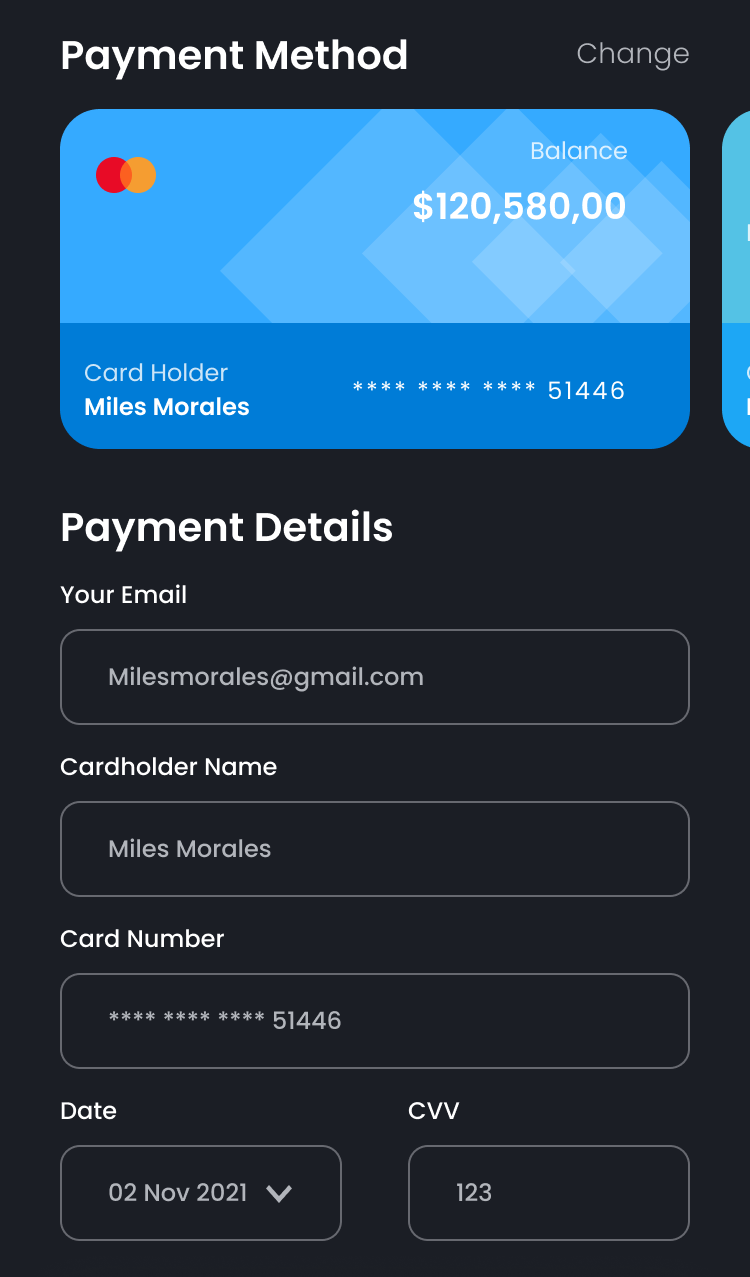 Payment Method
Change
Balance
$120,580,00
Card Holder
Miles Morales
**** **** **** 51446
Payment Details
Your Email
Milesmorales@gmail.com
Cardholder Name
Miles Morales
Card Number
**** **** **** 51446
Date
CVV
02 Nov 2021
123